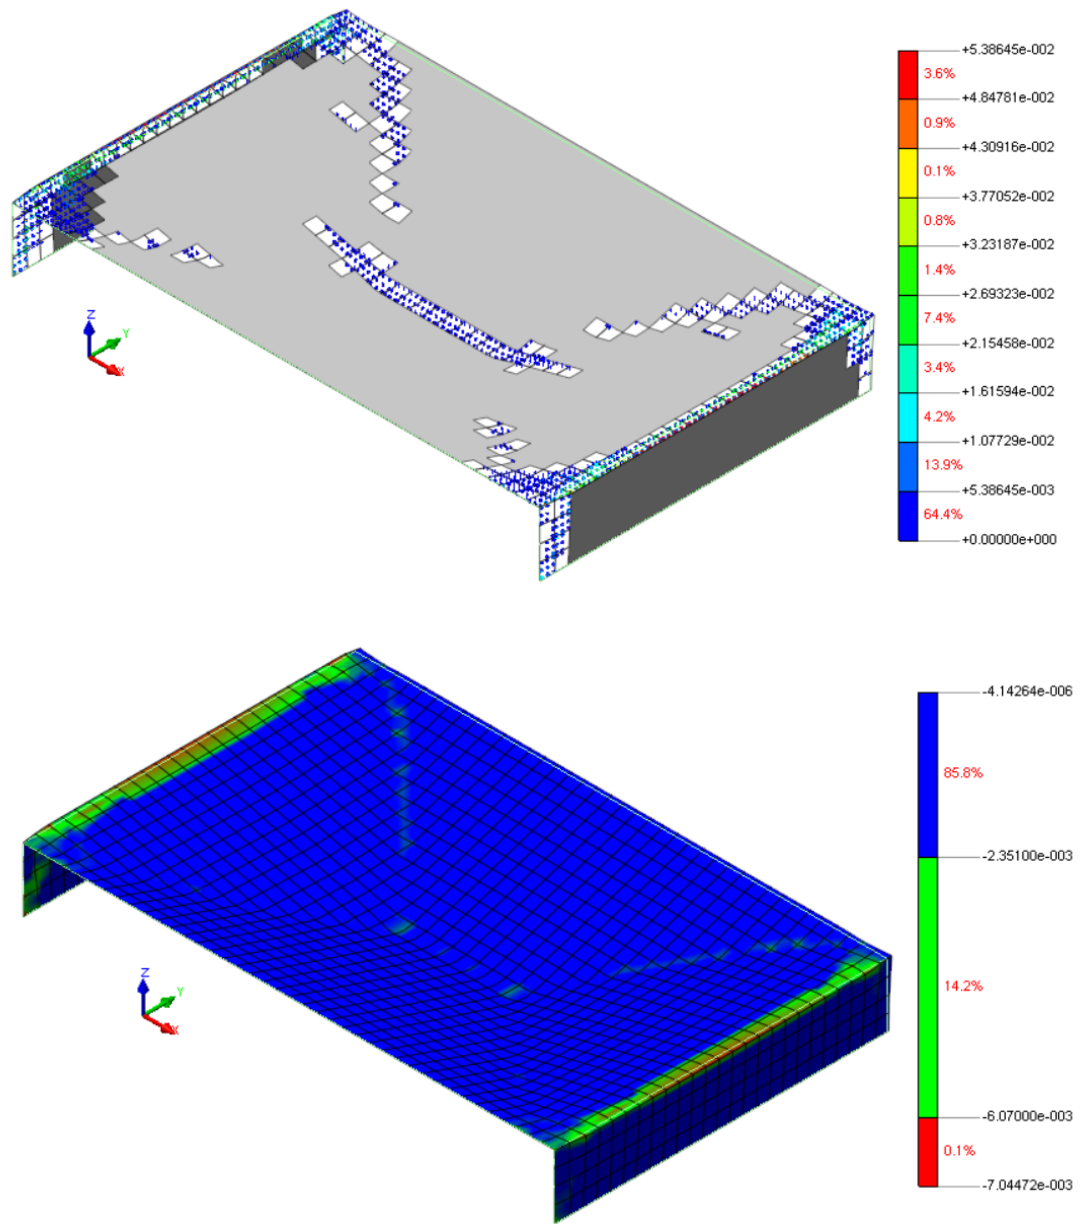 +5.38645e-002
3.6%
+4.84781e-002
0.9%
+4.30916e-002
0.1%
+3.77052e-002
0.8%
+3.23187e-002
1.4%
+2.69323e-002
7.4%
+2.15458e-002
3.4%
+1.61594e-002
4.2%
+1.07729e-002
13.9%
+5.38645e-003
64.4%
+0.00000e+000
Z
Y
X
-4.14264e-006
85.8%
-2.35100e-003
Z
Y
X
14.2%
-6.07000e-003
0.1%
-7.04472e-003